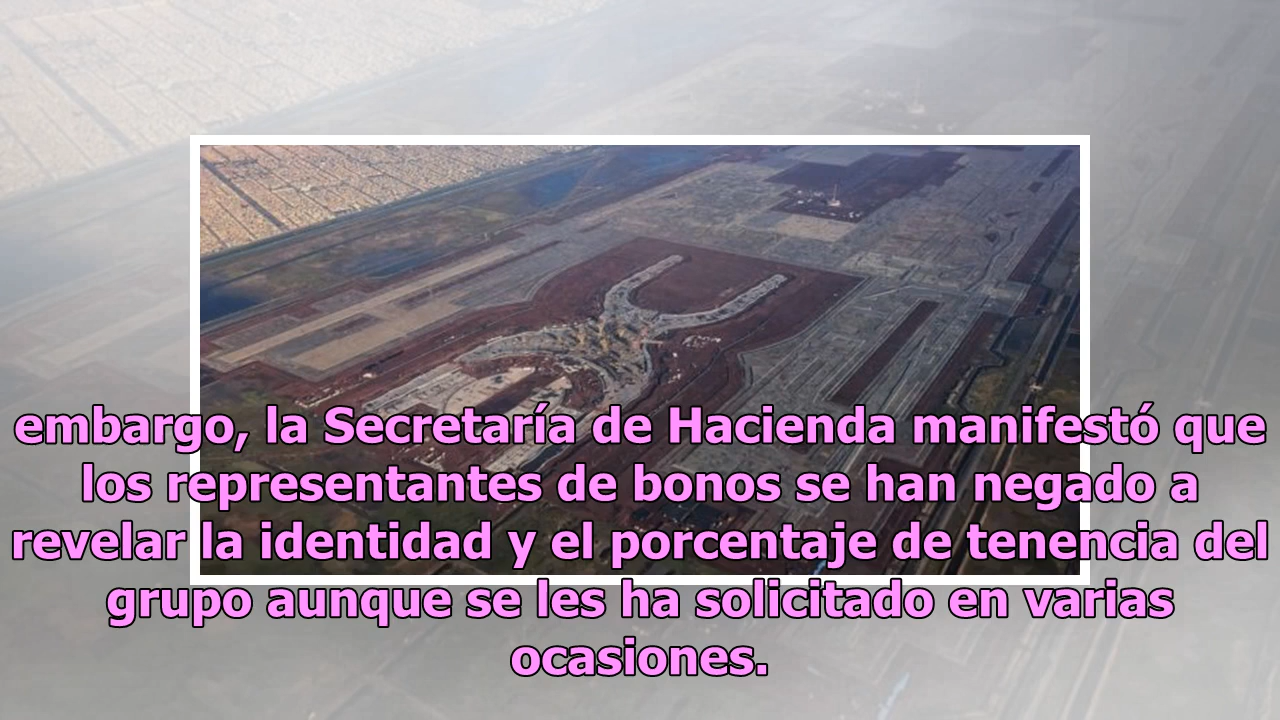 embargo, la Secretaría de Hacienda manifestó que
los representantes de bonos se han negado a
revelar la identidad y el porcentaje de tenencia del
grupo aunque se les ha solicitado en varias
ocasiones.